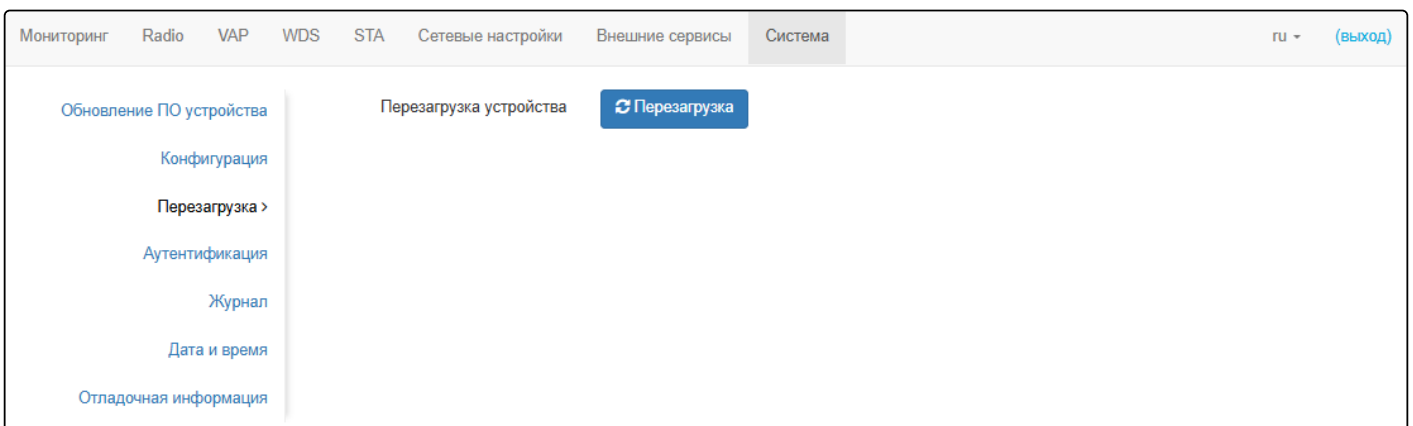 Мониторинг Radio VAP WDS STA Сетевые настройки Внешние сервисы Система ru (выход)
Обновление ПО устройства
Конфигурация
Перезагрузка >
Аутентификация
Журнал
Дата и время
Отладочная информация
Перезагрузка устройства Перезагрузка